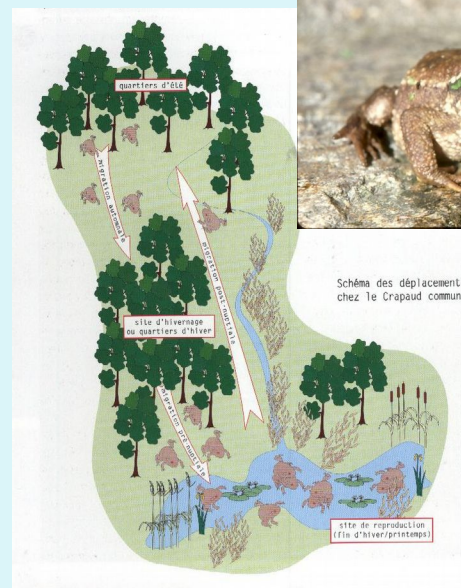 quartiers d'été
migration automnale
migration post-nuptiale
site d'hivernage
ou quartiers d'hiver
migration pré nuptiale
Schéma des déplacement
chez le Crapaud commun
site de reproduction
(fin d'hiver/printemps)